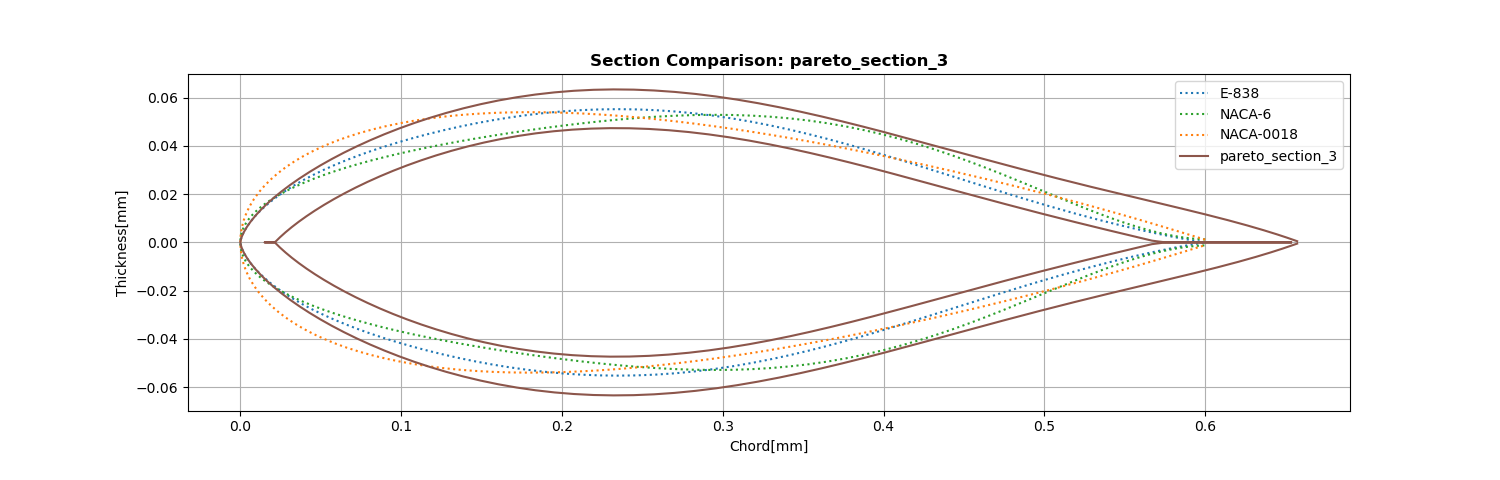 Section Comparison: pareto_section_3
E-838
NACA-6
NACA-0018
pareto_section_3
Thickness[mm]
0.06
0.04
0.02
0.00
−0.02
−0.04
−0.06
0.0 0.1 0.2 0.3 0.4 0.5 0.6
Chord[mm]